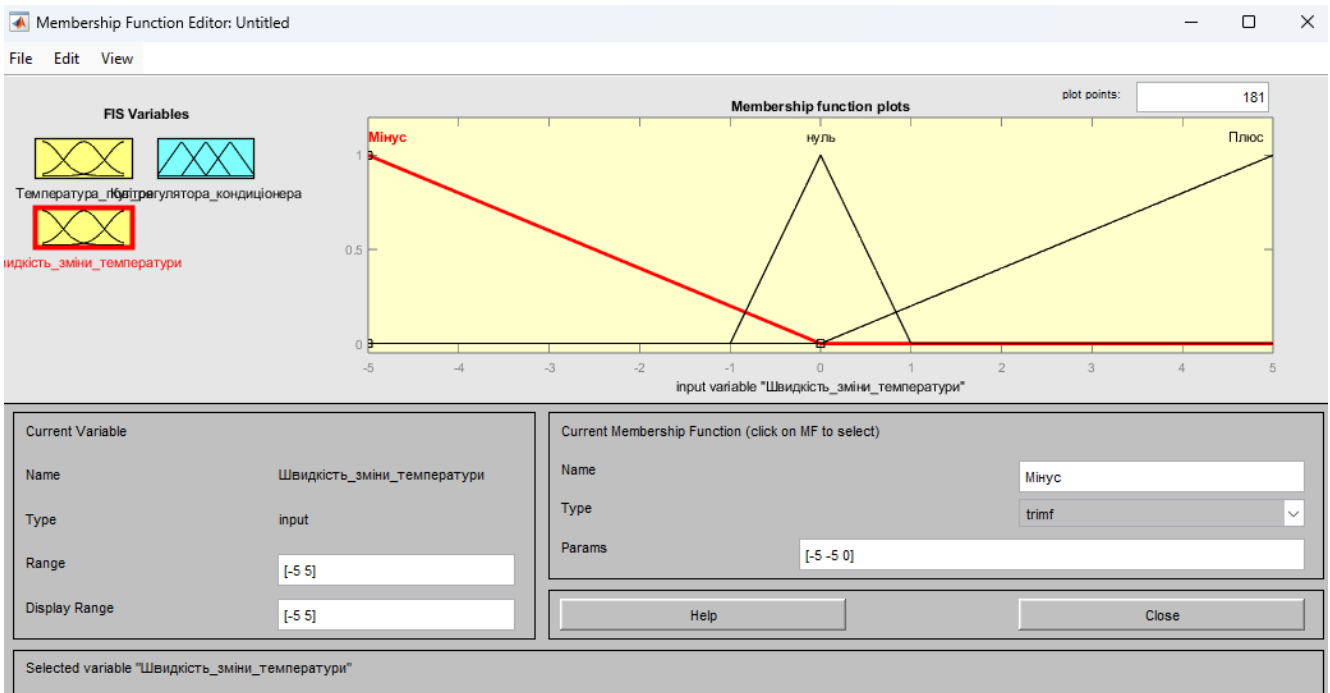 Membership Function Editor: Untitled
File Edit View
FIS Variables
plot points: 181
Membership function plots
Мінус нуль Плюс
1
0.5
0
-5 -4 -3 -2 -1 0 1 2 3 4 5
input variable "Швидкість_зміни_температури"
регулятора_кондиціонера
видкість_зміни_температури
Current Variable
Name Швидкість_зміни_температури
Type input
Range [-5 5]
Display Range [-5 5]
Current Membership Function (click on MF to select)
Name Мінус
Type trimf
Params [-5 -5 0]
Help Close
Selected variable "Швидкість_зміни_температури"